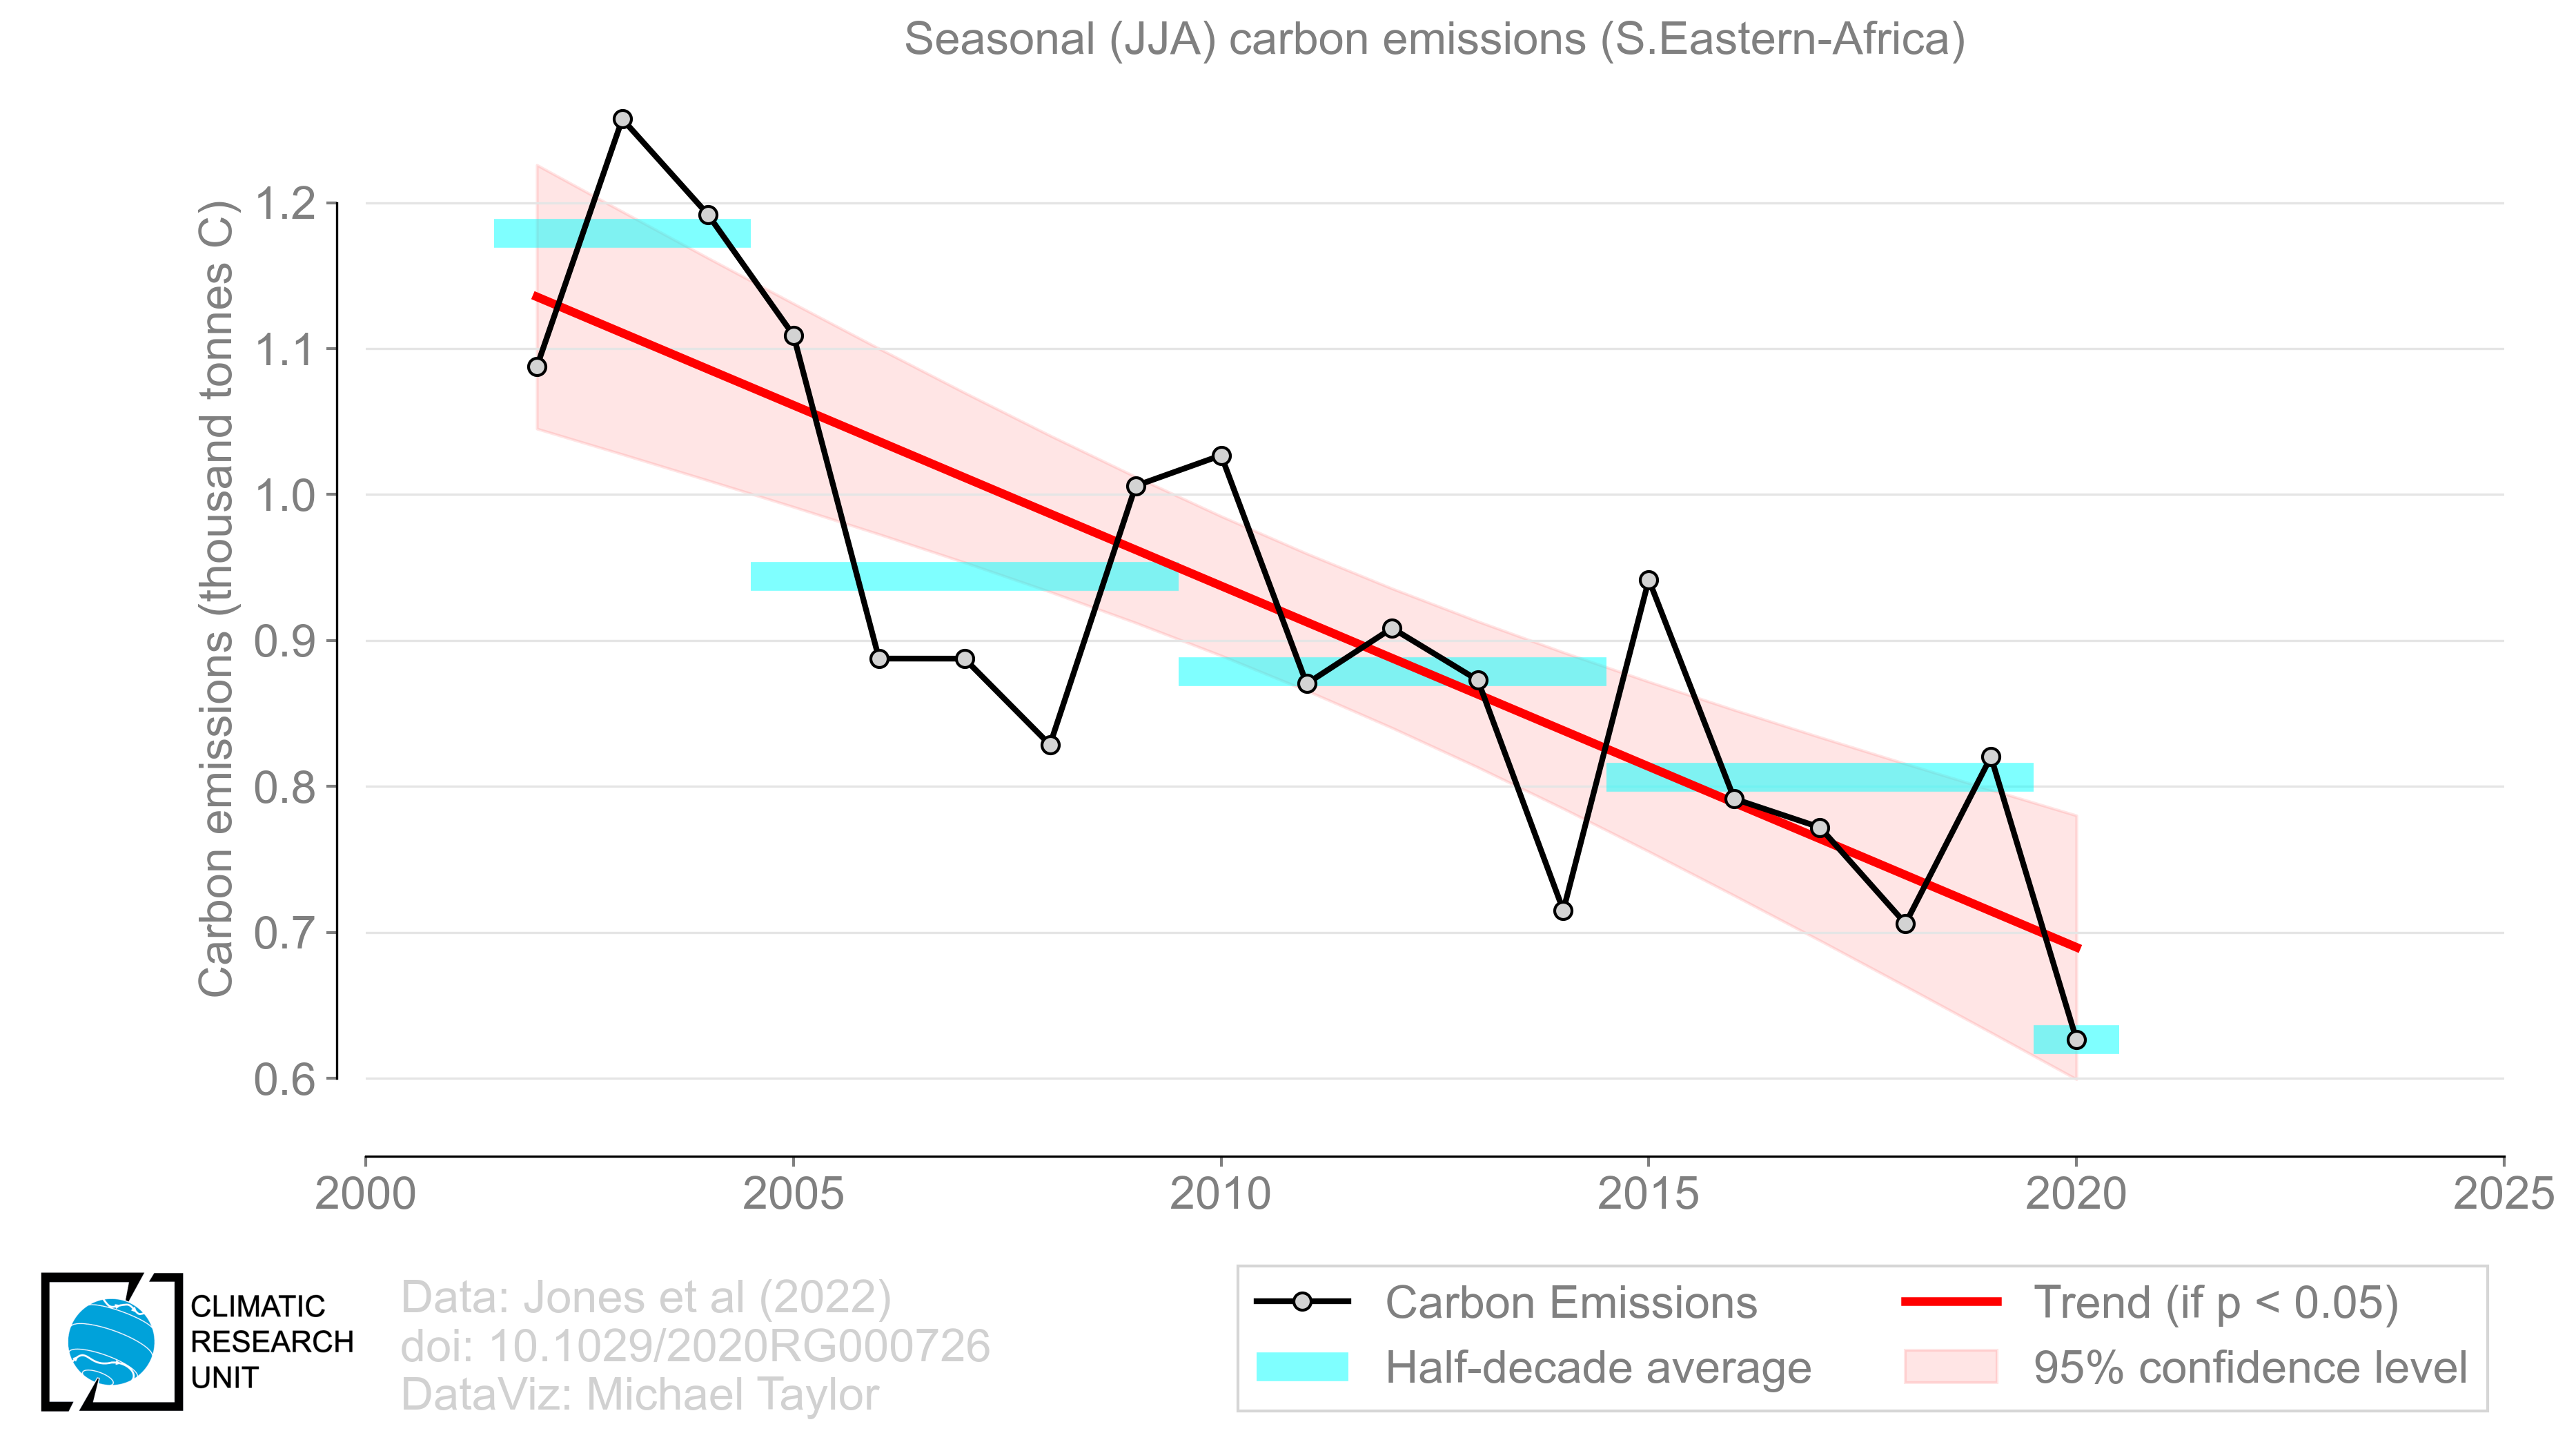 Seasonal (JJA) carbon emissions (S.Eastern-Africa)
Carbon emissions (thousand tonnes C)
1.2
1.1
1.0
0.9
0.8
0.7
0.6
2000
2005
2010
2015
2020
2025
CLIMATIC
RESEARCH
UNIT
Data: Jones et al (2022)
doi: 10.1029/2020RG000726
DataViz: Michael Taylor
Carbon Emissions
Half-decade average
Trend (if p < 0.05)
95% confidence level